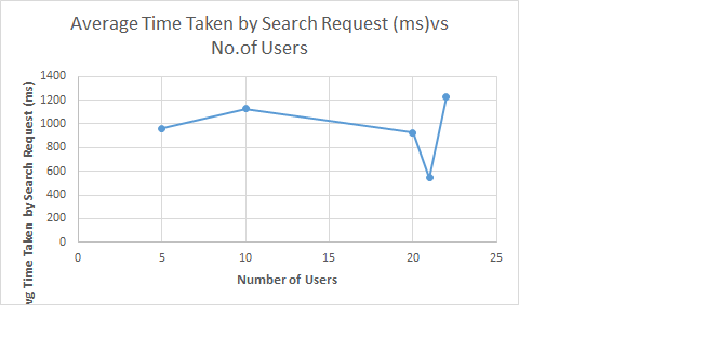 Average Time Taken by Search Request (ms)vs
No.of Users
vg Time Taken by Search Request (ms)
1400
1200
1000
800
600
400
200
0
0 5 10 15 20 25
Number of Users